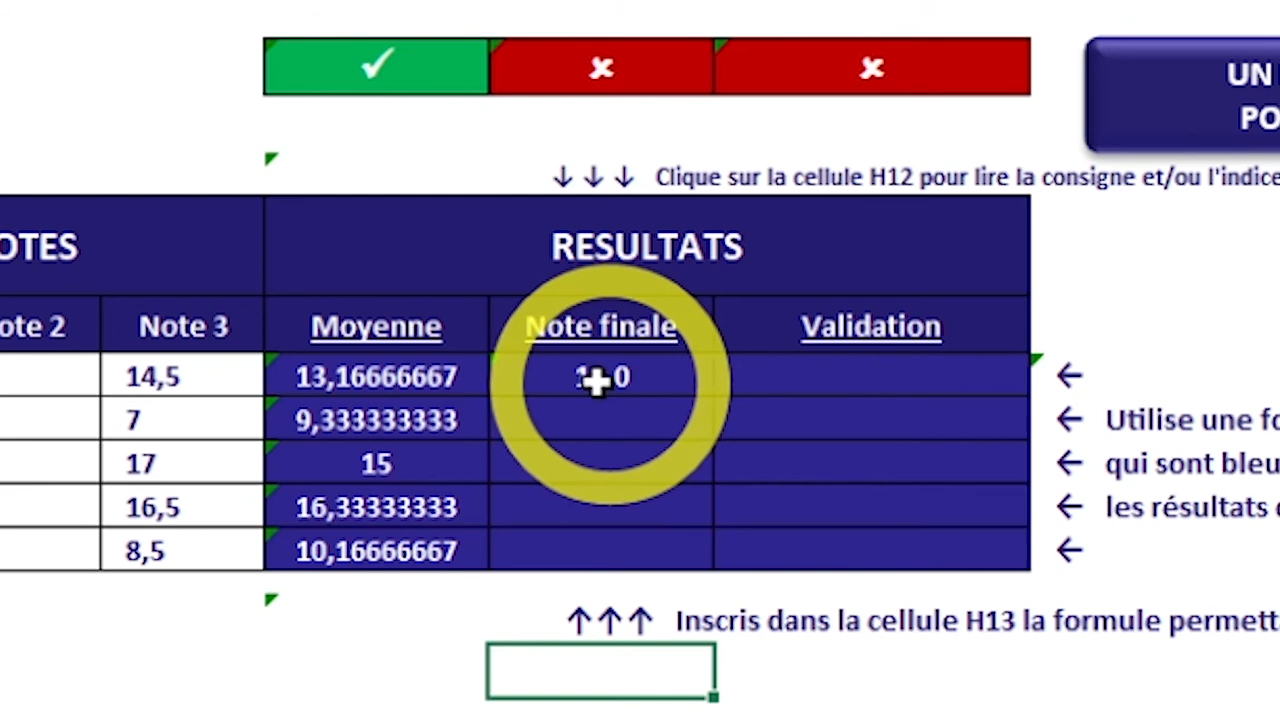 UN
PO
↓ ↓ ↓ Clique sur la cellule H12 pour lire la consigne et/ou l'indice
OTES RESULTATS
ote 2 Note 3 Moyenne Note finale Validation
14,5 13,16666667 ←
7 9,333333333 ← Utilise une fo
17 15 ← qui sont bleu
16,5 16,33333333 ← les résultats
8,5 10,16666667 ←
↑↑↑ Inscris dans la cellule H13 la formule permett